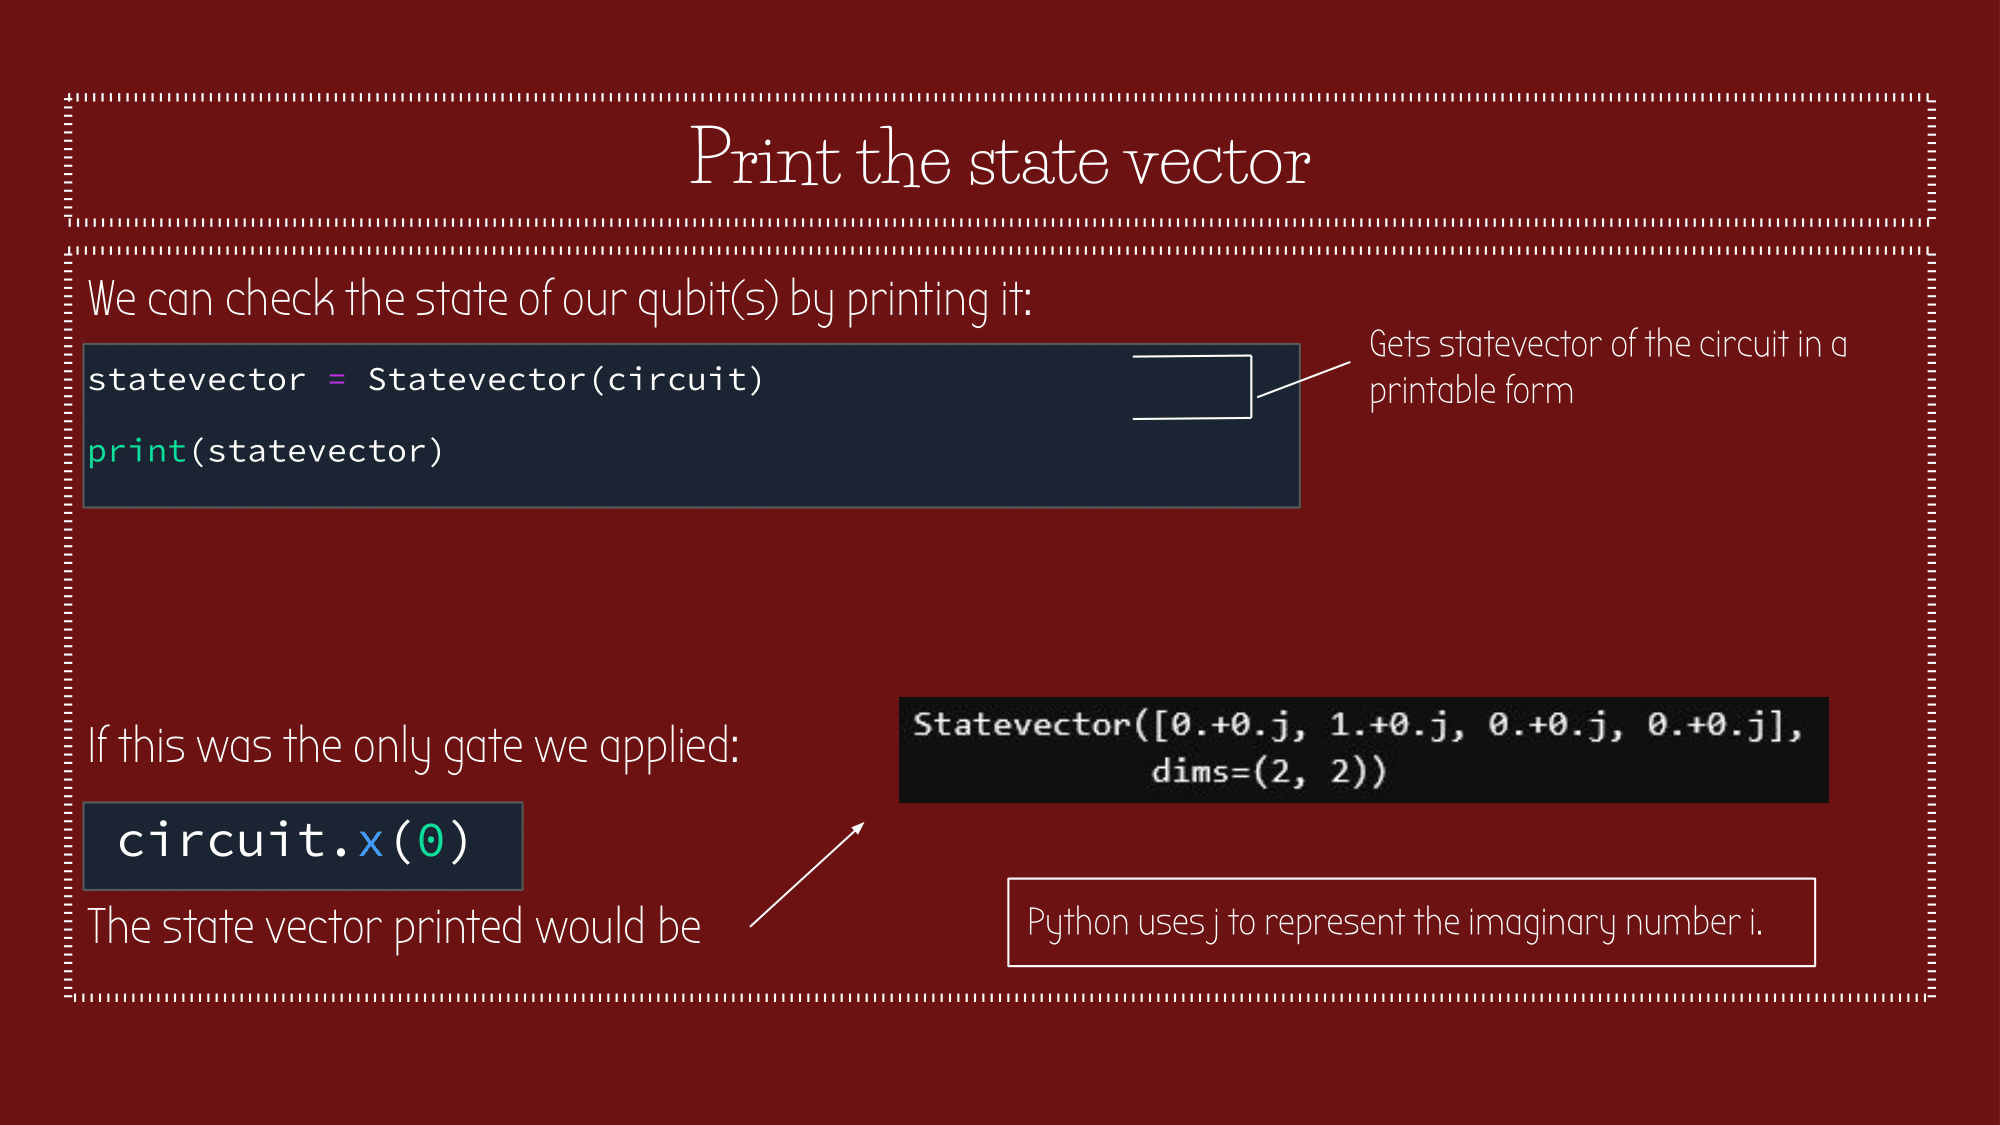 Print the state vector
We can check the state of our qubit(s) by printing it:
statevector = Statevector(circuit)
print(statevector)
Gets statevector of the circuit in a
printable form
If this was the only gate we applied:
circuit.x(0)
The state vector printed would be
Statevector([0.+0.j, 1.+0.j, 0.+0.j, 0.+0.j],
dims=(2, 2))
Python uses j to represent the imaginary number i.